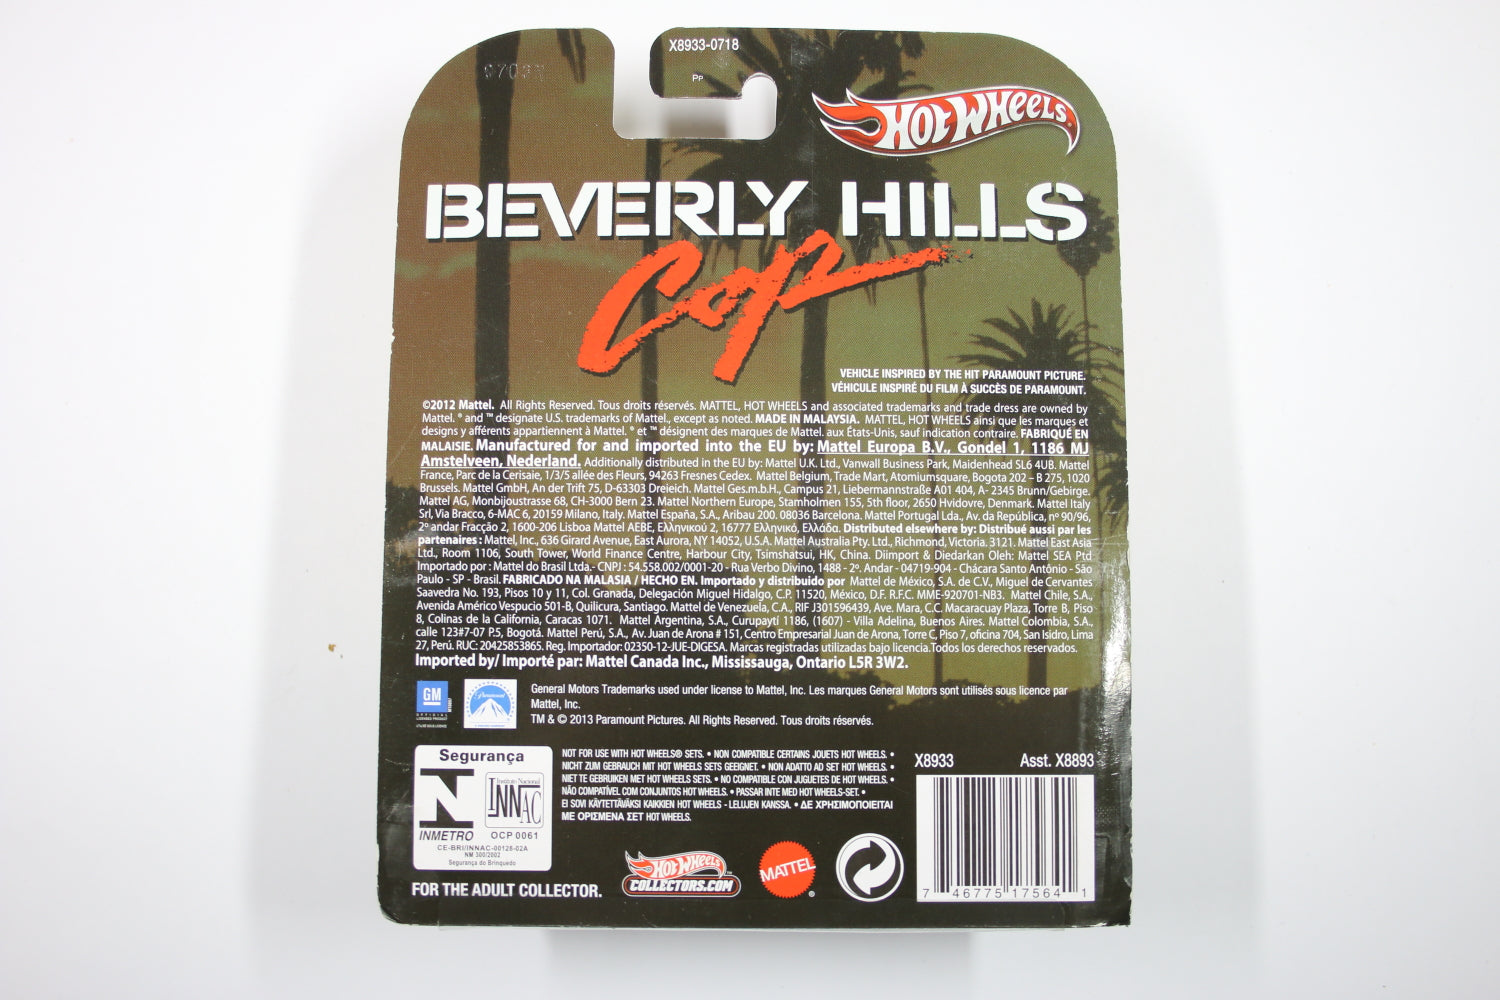 X8933-0718
PP
HOT WHEELS
BEVERLY HILLS
Cop
VEHICLE INSPIRED BY THE HIT PARAMOUNT PICTURE.
VÉHICULE INSPIRÉ DU FILM À SUCCÈS DE PARAMOUNT.
©2012 Mattel. All Rights Reserved. Tous droits réservés. MATTEL, HOT WHEELS and associated trademarks and trade dress are owned by
Mattel. ® and ™ designate U.S. trademarks of Mattel., except as noted. MADE IN MALAYSIA. MATTEL, HOT WHEELS ainsi que les marques et
designs y afférents appartiennent à Mattel. ® et ™ désignent des marques de Mattel. aux États-Unis, sauf indication contraire. FABRIQUÉ EN
MALAISIE. Manufactured for and imported into the EU by: Mattel Europa B.V., Gondel 1, 1186 MJ
Amstelveen, Nederland. Additionally distributed in the EU by: Mattel U.K. Ltd., Vanwall Business Park, Maidenhead SL6 4UB. Mattel
France, Parc de la Cerisaie, 1/3/5 allée des Fleurs, 94263 Fresnes Cedex. Mattel Belgium, Trade Mart, Atomiumsquare, Bogota 202 – B 275, 1020
Brussels. Mattel GmbH, An der Trift 75, D-63303 Dreieich. Mattel Ges.m.b.H., Campus 21, Liebermannstraße A01 404, A- 2345 Brunn/Gebirge.
Mattel AG, Monbijoustrasse 68, CH-3000 Bern 23. Mattel Northern Europe, Stamholmen 155, 5th floor, 2650 Hvidovre, Denmark. Mattel Italy
Srl, Via Bracco, 6-MAC 6, 20159 Milano, Italy. Mattel España, S.A., Aribau 200. 08036 Barcelona. Mattel Portugal Lda., Av. da República, nº 90/96,
2º andar Fracção 2, 1600-206 Lisboa Mattel AEBE, Ελληνικού 2, 16777 Ελληνικό, Ελλάδα. Distributed elsewhere by: Distribué aussi par les
partenaires : Mattel, Inc., 636 Girard Avenue, East Aurora, NY 14052, U.S.A. Mattel Australia Pty. Ltd., Richmond, Victoria. 3121. Mattel East Asia
Ltd., Room 1106, South Tower, World Finance Centre, Harbour City, Tsimshatsui, HK, China. Diimport & Diedarkan Oleh: Mattel SEA Ptd
Importado por : Mattel do Brasil Ltda.- CNPJ : 54.558.002/0001-20 - Rua Verbo Divino, 1488 - 2º. Andar - 04719-904 - Chácara Santo Antônio - São
Paulo - SP - Brasil. FABRICADO NA MALASIA / HECHO EN. Importado y distribuido por Mattel de México, S.A. de C.V., Miguel de Cervantes
Saavedra No. 193, Pisos 10 y 11, Col. Granada, Delegación Miguel Hidalgo, C.P. 11520, México, D.F. R.F.C. MME-920701-NB3. Mattel Chile, S.A.,
Avenida Américo Vespucio 501-B, Quilicura, Santiago. Mattel de Venezuela, C.A., RIF J301596439, Ave. Mara, C.C. Macaracuay Plaza, Torre B, Piso
8, Colinas de la California, Caracas 1071. Mattel Argentina, S.A., Curupaytí 1186, (1607) - Villa Adelina, Buenos Aires. Mattel Colombia, S.A.,
calle 123#7-07 P.5, Bogotá. Mattel Perú, S.A., Av. Juan de Arona # 151, Centro Empresarial Juan de Arona, Torre C, Piso 7, oficina 704, San Isidro, Lima
27, Perú. RUC: 20425853865. Reg. Importador: 02350-12-JUE-DIGESA. Marcas registradas utilizadas bajo licencia.Todos los derechos reservados.
Imported by/ Importé par: Mattel Canada Inc., Mississauga, Ontario L5R 3W2.
GM
Paramount
General Motors Trademarks used under license to Mattel, Inc. Les marques General Motors sont utilisés sous licence par
Mattel, Inc.
TM & © 2013 Paramount Pictures. All Rights Reserved. Tous droits réservés.
Segurança
Instituto Nacional
INNAC
INMETRO
OCP 0061
CE-BRI/INNAC-00128-02A
NM 300/2002
Segurança do Brinquedo
NOT FOR USE WITH HOT WHEELS® SETS. • NON COMPATIBLE CERTAINS JOUETS HOT WHEELS. •
NICHT ZUM GEBRAUCH MIT HOT WHEELS SETS GEEIGNET. • NON ADATTO AD SET HOT WHEELS. •
NIET TE GEBRUIKEN MET HOT WHEELS SETS. • NO COMPATIBLE CON JUGUETES DE HOT WHEELS. •
NÃO COMPATÍVEL COM CONJUNTOS HOT WHEELS. • PASSAR INTE MED HOT WHEELS-SET. •
EI SOVI KÄYTETTÄVÄKSI KAIKKIEN HOT WHEELS - LELUJEN KANSSA. • ΔΕ ΧΡΗΣΙΜΟΠΟΙΕΙΤΑΙ
ΜΕ ΟΡΙΣΜΕΝΑ ΣΕΤ HOT WHEELS.
X8933 Asst. X8893
7 46775 17564 1
FOR THE ADULT COLLECTOR.
HOT WHEELS
COLLECTORS.COM
MATTEL